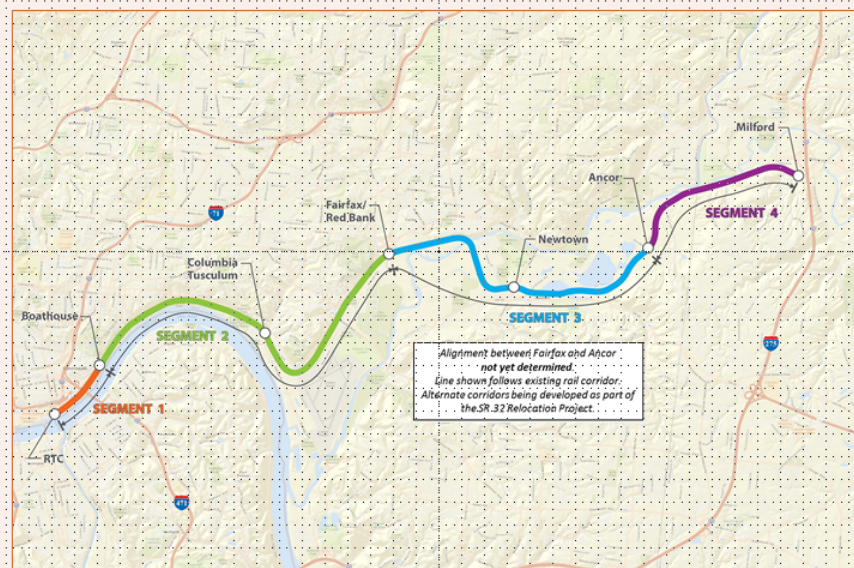 Milford
Ancor
SEGMENT 4
Fairfax/
Red Bank
71
Newtown
Columbia
Tusculum
Boathouse
SEGMENT 2
SEGMENT 3
275
Alignment between Fairfax and Ancor
not yet determined.
Line shown follows existing rail corridor.
Alternate corridors being developed as part of
the SR 32 Relocation Project.
SEGMENT 1
RTC
471